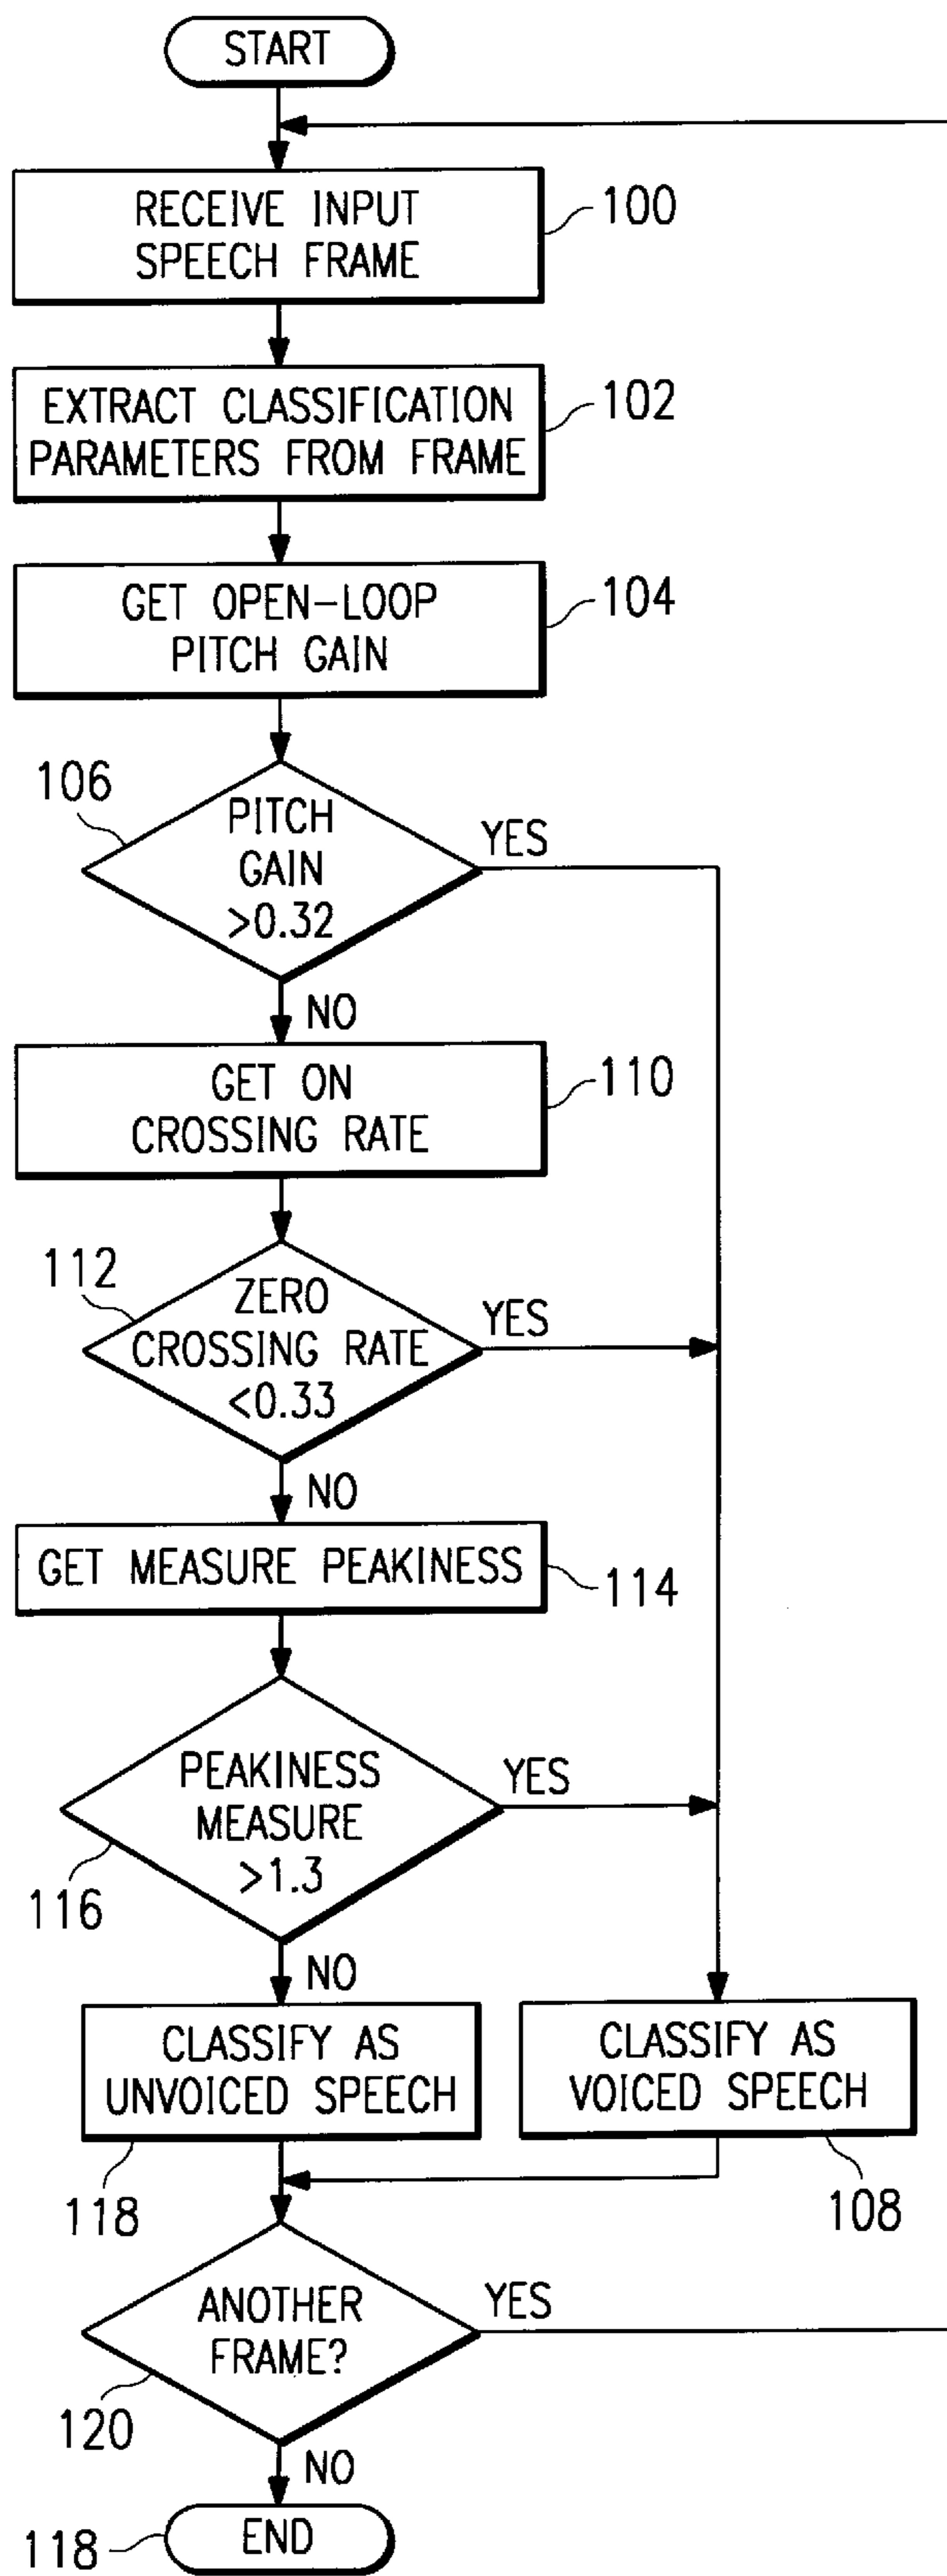 START
RECEIVE INPUT
SPEECH FRAME
100
EXTRACT CLASSIFICATION
PARAMETERS FROM FRAME
102
GET OPEN-LOOP
PITCH GAIN
104
106
PITCH
GAIN
>0.32
YES
NO
GET ON
CROSSING RATE
110
112
ZERO
CROSSING RATE
<0.33
YES
NO
GET MEASURE PEAKINESS
114
PEAKINESS
MEASURE
>1.3
YES
116
NO
CLASSIFY AS
UNVOICED SPEECH
118
CLASSIFY AS
VOICED SPEECH
108
ANOTHER
FRAME?
YES
120
NO
END
118